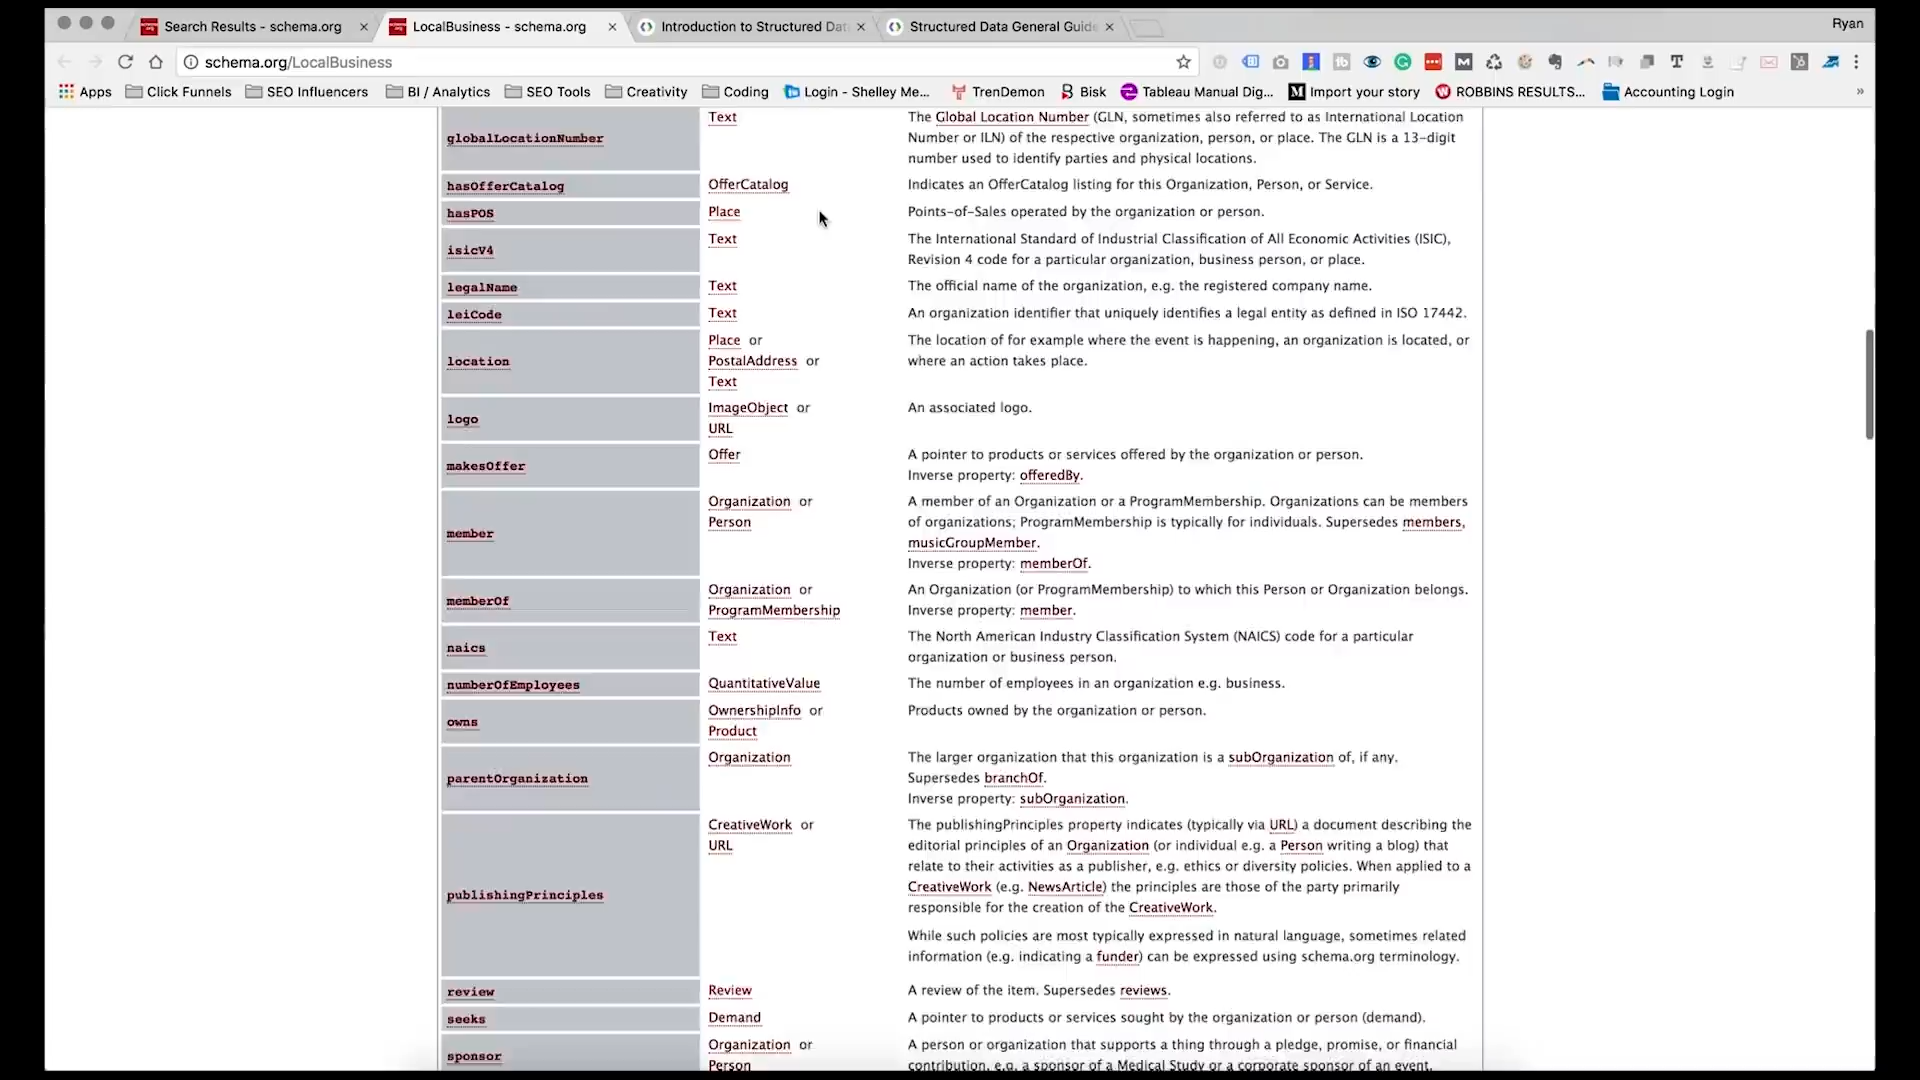 Search Results - schema.org
LocalBusiness - schema.org
Introduction to Structured Dat
Structured Data General Guide
Ryan
schema.org/LocalBusiness
Apps
Click Funnels
SEO Influencers
BI / Analytics
SEO Tools
Creativity
Coding
Login - Shelley Me...
TrenDemon
Bisk
Tableau Manual Dig...
Import your story
ROBBINS RESULTS...
Accounting Login
globalLocationNumber
Text
The Global Location Number (GLN, sometimes also referred to as International Location
Number or ILN) of the respective organization, person, or place. The GLN is a 13-digit
number used to identify parties and physical locations.
hasOfferCatalog
OfferCatalog
Indicates an OfferCatalog listing for this Organization, Person, or Service.
hasPOS
Place
Points-of-Sales operated by the organization or person.
isicV4
Text
The International Standard of Industrial Classification of All Economic Activities (ISIC),
Revision 4 code for a particular organization, business person, or place.
legalName
Text
The official name of the organization, e.g. the registered company name.
leiCode
Text
An organization identifier that uniquely identifies a legal entity as defined in ISO 17442.
location
Place or
PostalAddress or
Text
The location of for example where the event is happening, an organization is located, or
where an action takes place.
logo
ImageObject or
URL
An associated logo.
makesOffer
Offer
A pointer to products or services offered by the organization or person.
Inverse property: offeredBy.
member
Organization or
Person
A member of an Organization or a ProgramMembership. Organizations can be members
of organizations; ProgramMembership is typically for individuals. Supersedes members,
musicGroupMember.
Inverse property: memberOf.
memberOf
Organization or
ProgramMembership
An Organization (or ProgramMembership) to which this Person or Organization belongs.
Inverse property: member.
naics
Text
The North American Industry Classification System (NAICS) code for a particular
organization or business person.
numberOfEmployees
QuantitativeValue
The number of employees in an organization e.g. business.
owns
OwnershipInfo or
Product
Products owned by the organization or person.
parentOrganization
Organization
The larger organization that this organization is a subOrganization of, if any.
Supersedes branchOf.
Inverse property: subOrganization.
publishingPrinciples
CreativeWork or
URL
The publishingPrinciples property indicates (typically via URL) a document describing the
editorial principles of an Organization (or individual e.g. a Person writing a blog) that
relate to their activities as a publisher, e.g. ethics or diversity policies. When applied to a
CreativeWork (e.g. NewsArticle) the principles are those of the party primarily
responsible for the creation of the CreativeWork.
While such policies are most typically expressed in natural language, sometimes related
information (e.g. indicating a funder) can be expressed using schema.org terminology.
review
Review
A review of the item. Supersedes reviews.
seeks
Demand
A pointer to products or services sought by the organization or person (demand).
sponsor
Organization or
Person
A person or organization that supports a thing through a pledge, promise, or financial
contribution. e.g. a sponsor of a Medical Study or a corporate sponsor of an event.